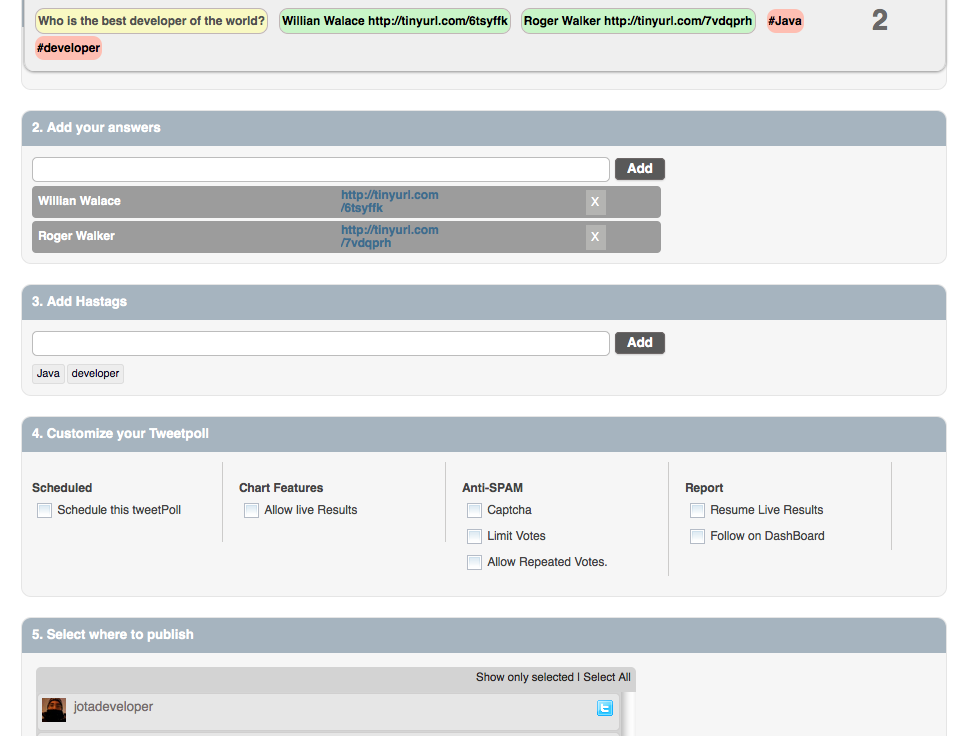 Who is the best developer of the world? Willian Walace http://tinyurl.com/6tsyffk Roger Walker http://tinyurl.com/7vdqprh #Java 2
#developer
2. Add your answers
Add
Willian Walace http://tinyurl.com/6tsyffk X
Roger Walker http://tinyurl.com/7vdqprh X
3. Add Hastags
Add
Java developer
4. Customize your Tweetpoll
Scheduled Chart Features Anti-SPAM Report
Schedule this tweetPoll Allow live Results Captcha Resume Live Results
Limit Votes Follow on DashBoard
Allow Repeated Votes.
5. Select where to publish
Show only selected | Select All
jotadeveloper